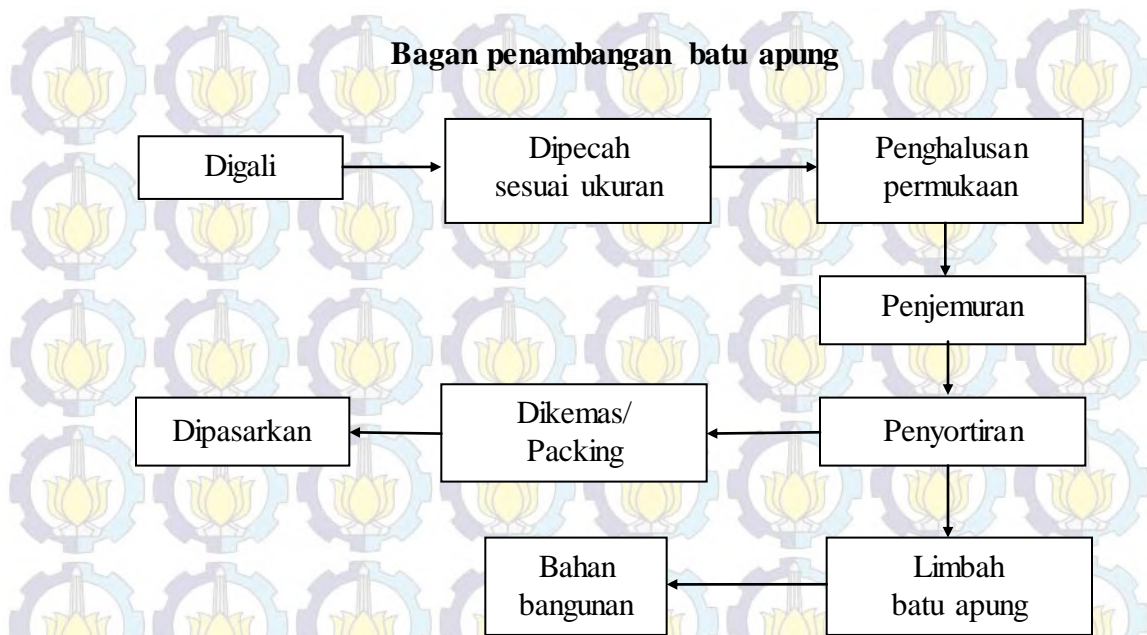 Bagan penambangan batu apung
Digali
Dipecah
sesuai ukuran
Penghalusan
permukaan
Penjemuran
Penyortiran
Dikemas/
Packing
Dipasarkan
Limbah
batu apung
Bahan
bangunan